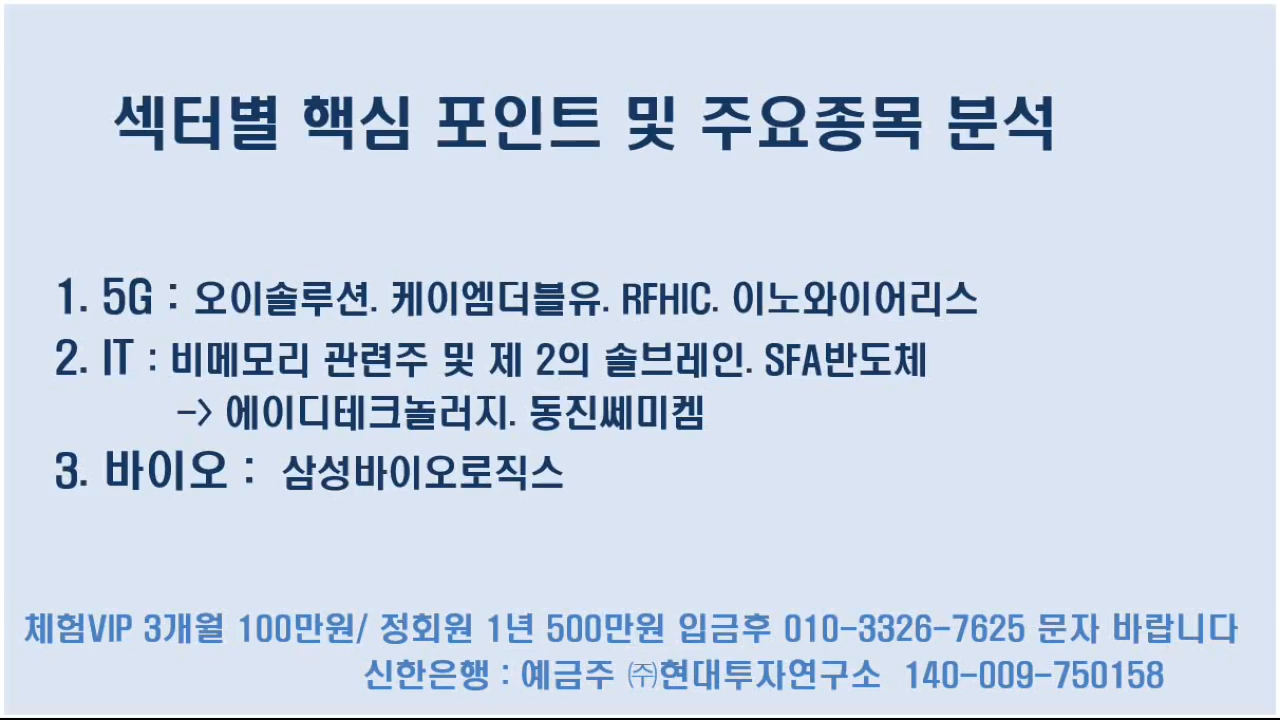 섹터별 핵심 포인트 및 주요종목 분석
1. 5G : 오이솔루션. 케이엠더블유. RFHIC. 이노와이어리스
2. IT : 비메모리 관련주 및 제 2의 솔브레인. SFA반도체
-> 에이디테크놀러지. 동진쎄미켐
3. 바이오 : 삼성바이오로직스
체험VIP 3개월 100만원/ 정회원 1년 500만원 입금후 010-3326-7625 문자 바랍니다
신한은행 : 예금주 ㈜현대투자연구소 140-009-750158